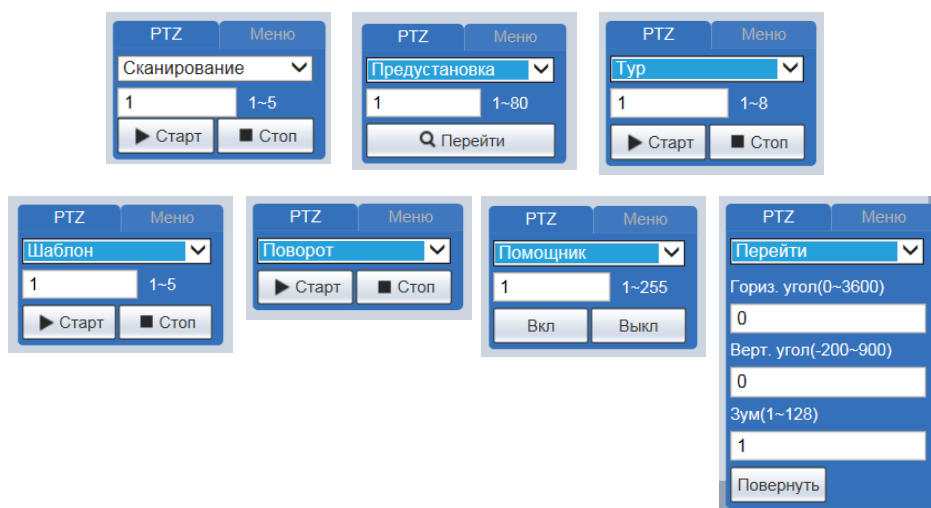 PTZ Меню
Сканирование
1 1~5
Старт Стоп
PTZ Меню
Предустановка
1 1~80
Перейти
PTZ Меню
Тур
1 1~8
Старт Стоп
PTZ Меню
Шаблон
1 1~5
Старт Стоп
PTZ Меню
Поворот
Старт Стоп
PTZ Меню
Помощник
1 1~255
Вкл Выкл
PTZ Меню
Перейти
Гориз. угол(0~3600)
0
Верт. угол(-200~900)
0
Зум(1~128)
1
Повернуть